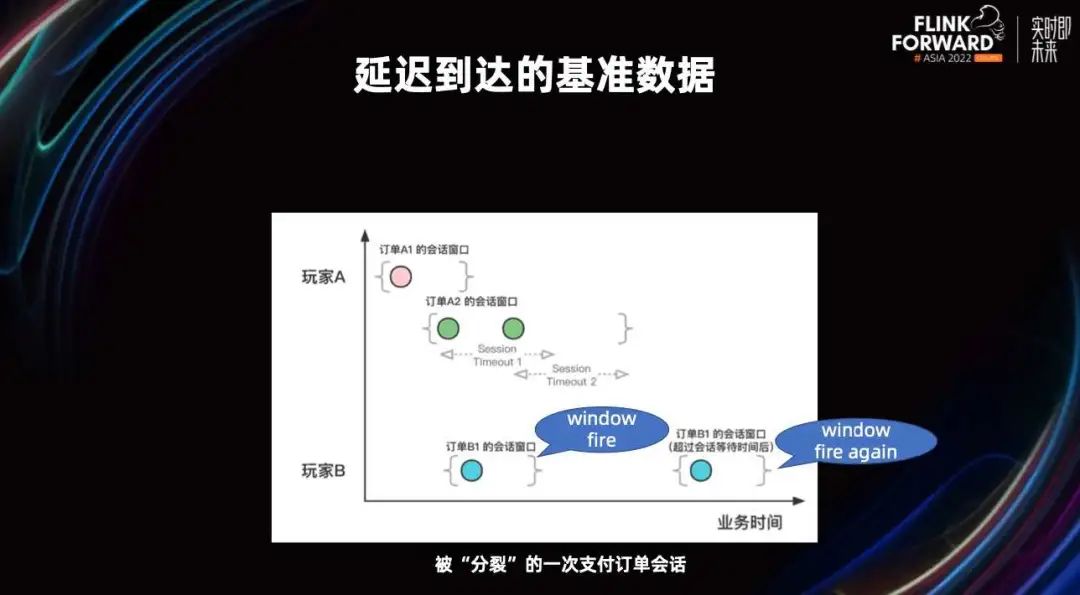 FLINK
FORWARD
# ASIA 2022
实时即
未来
延迟到达的基准数据
订单A1 的会话窗口
玩家A
订单A2 的会话窗口
Session
Timeout 1
Session
Timeout 2
window
fire
订单B1 的会话窗口
订单B1 的会话窗口
(超过会话等待时间后)
window
fire again
玩家B
业务时间
被“分裂”的一次支付订单会话